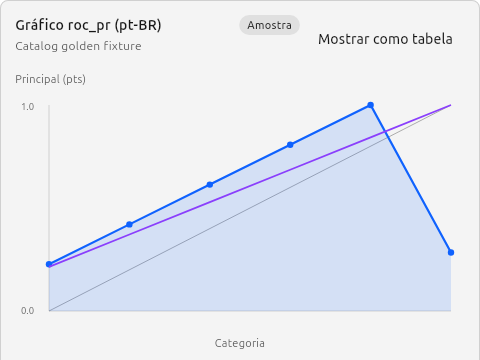 Gráfico roc_pr (pt-BR)
Amostra
Mostrar como tabela
Catalog golden fixture
Principal (pts)
1.0
0.0
Categoria